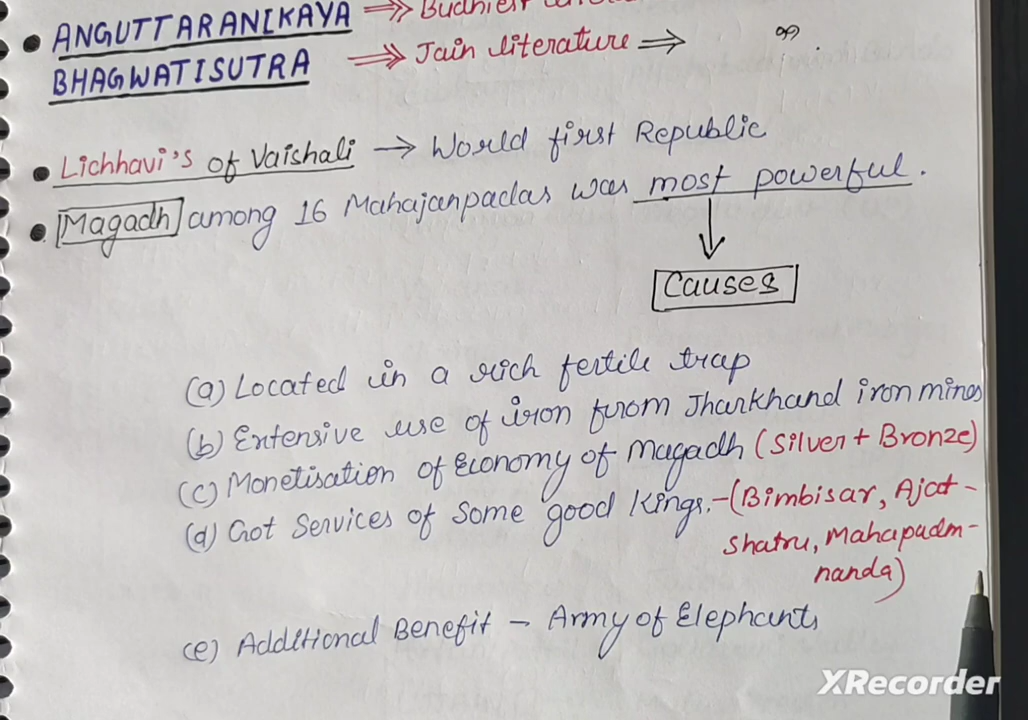 • ANGUTTARANIKAYA ⇒ Budhiest
BHAGWATISUTRA ⇒ Jain literature ⇒
• Lichhavi's of Vaishali → World first Republic
• Magadh among 16 Mahajanpadas was most powerful.
Causes
(a) Located in a rich fertile trap
(b) Extensive use of iron from Jharkhand iron mines
(c) Monetisation of Economy of Magadh (Silver + Bronze)
(d) Got Services of Some good Kings. - (Bimbisar, Ajat-
Shatru, Mahapadm-
nanda)
(e) Additional Benefit - Army of Elephants
XRecorder